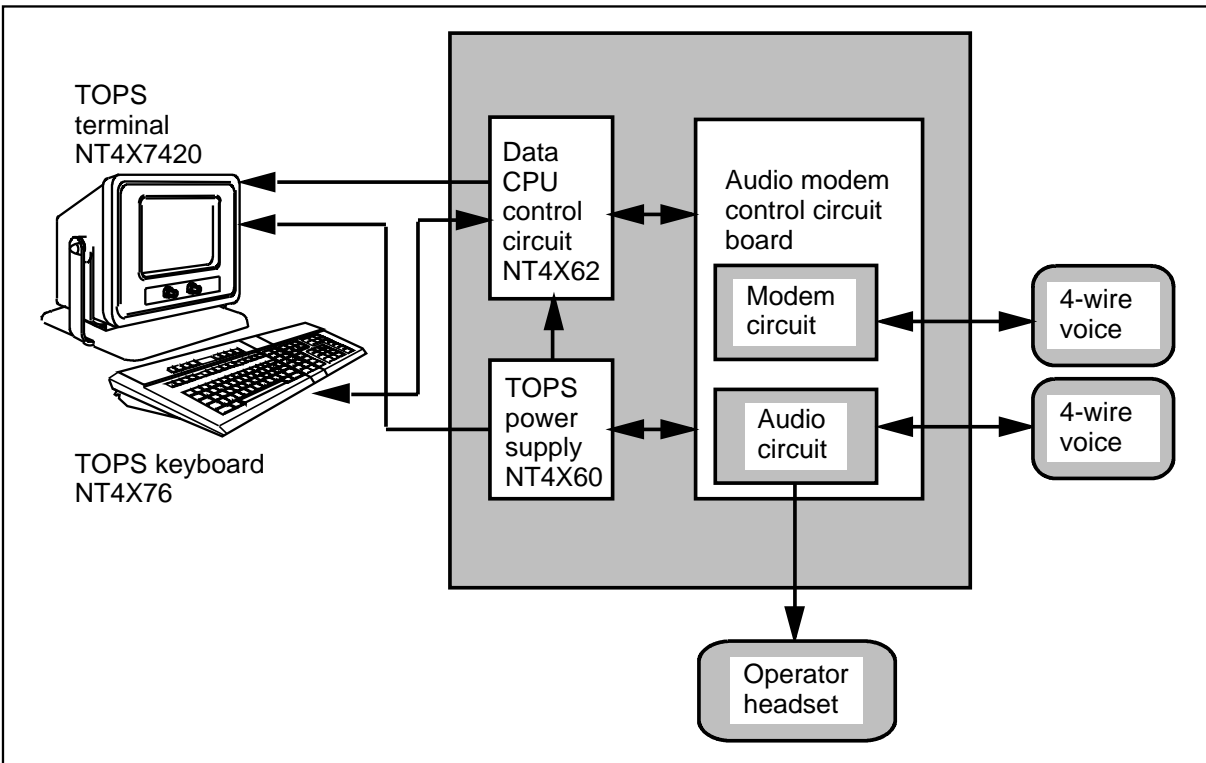 TOPS
terminal
NT4X7420
TOPS keyboard
NT4X76
Data
CPU
control
circuit
NT4X62
TOPS
power
supply
NT4X60
Audio modem
control circuit
board
Modem
circuit
Audio
circuit
4-wire
voice
4-wire
voice
Operator
headset